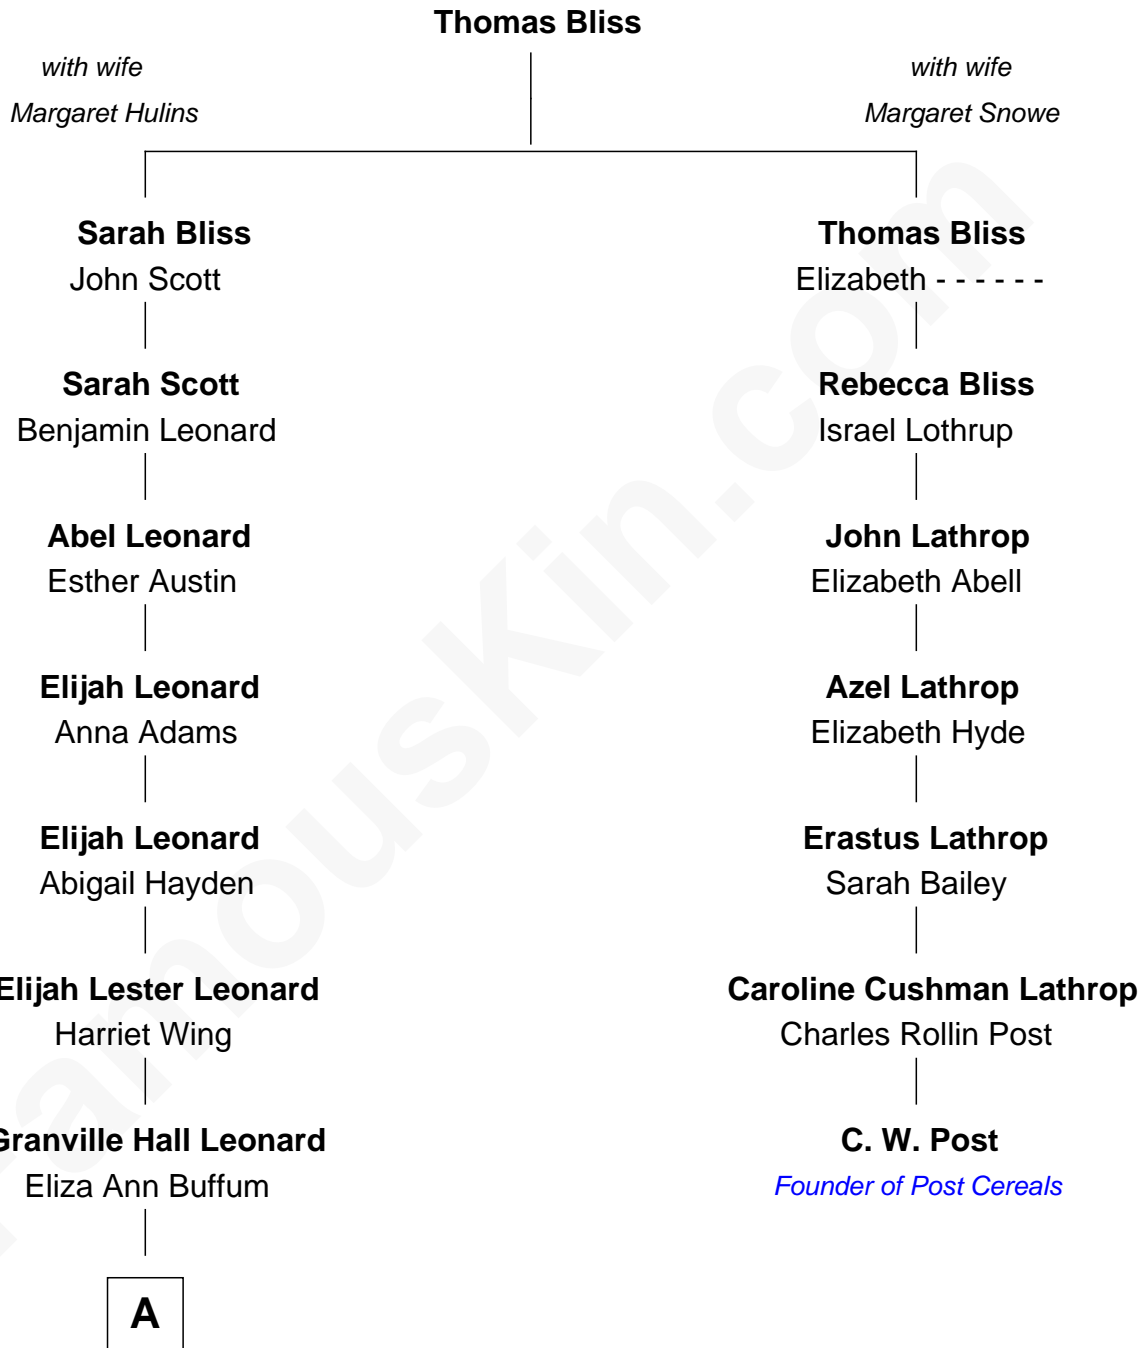 Thomas Bliss
with wife
Margaret Hulins
with wife
Margaret Snowe
Sarah Bliss
John Scott
Thomas Bliss
Elizabeth - - - - - -
Sarah Scott
Benjamin Leonard
Rebecca Bliss
Israel Lothrup
Abel Leonard
Esther Austin
John Lathrop
Elizabeth Abell
Elijah Leonard
Anna Adams
Azel Lathrop
Elizabeth Hyde
Elijah Leonard
Abigail Hayden
Erastus Lathrop
Sarah Bailey
Elijah Lester Leonard
Harriet Wing
Caroline Cushman Lathrop
Charles Rollin Post
Granville Hall Leonard
Eliza Ann Buffum
C. W. Post
Founder of Post Cereals
A
FamousKin.com